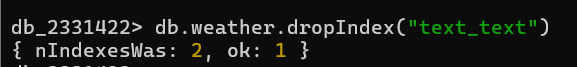 db_2331422> db.weather.dropIndex("text_text")
{ nIndexesWas: 2, ok: 1 }